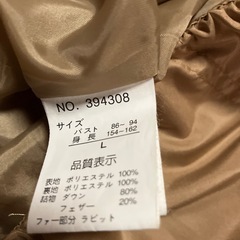 NO. 394308
サイズ
バスト 86- 94
身長 154-162
L
品質表示
表地 ポリエステル 100%
裏地 ポリエステル 100%
詰物 ダウン 80%
フェザー 20%
ファー部分 ラビット